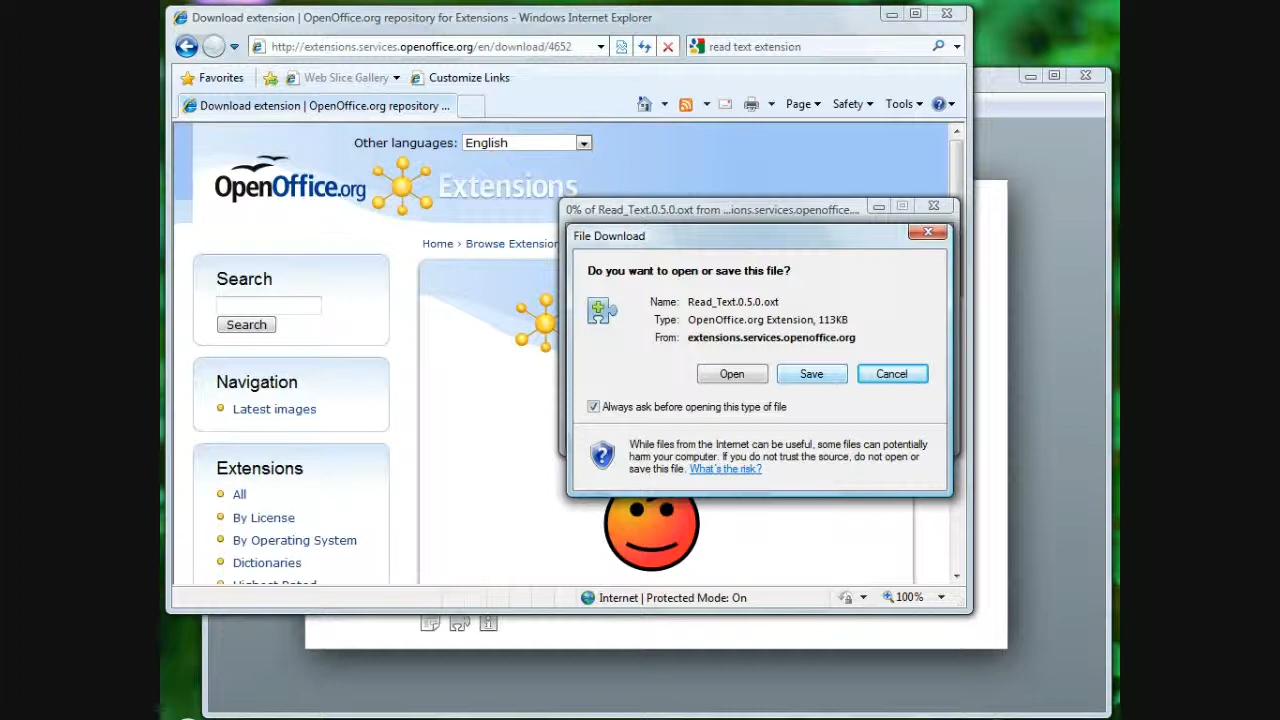 Download extension | OpenOffice.org repository for Extensions - Windows Internet Explorer
http://extensions.services.openoffice.org/en/download/4652
read text extension
Favorites
Web Slice Gallery
Customize Links
Download extension | OpenOffice.org repository ...
Page
Safety
Tools
Other languages:
English
OpenOffice.org
Extensions
0% of Read_Text.0.5.0.oxt from ...ions.services.openoffice....
File Download
Home › Browse Extension
Search
Search
Do you want to open or save this file?
Name: Read_Text.0.5.0.oxt
Type: OpenOffice.org Extension, 113KB
From: extensions.services.openoffice.org
Open
Save
Cancel
Always ask before opening this type of file
While files from the Internet can be useful, some files can potentially
harm your computer. If you do not trust the source, do not open or
save this file. What's the risk?
Navigation
Latest images
Extensions
All
By License
By Operating System
Dictionaries
Highest Rated
Internet | Protected Mode: On
100%